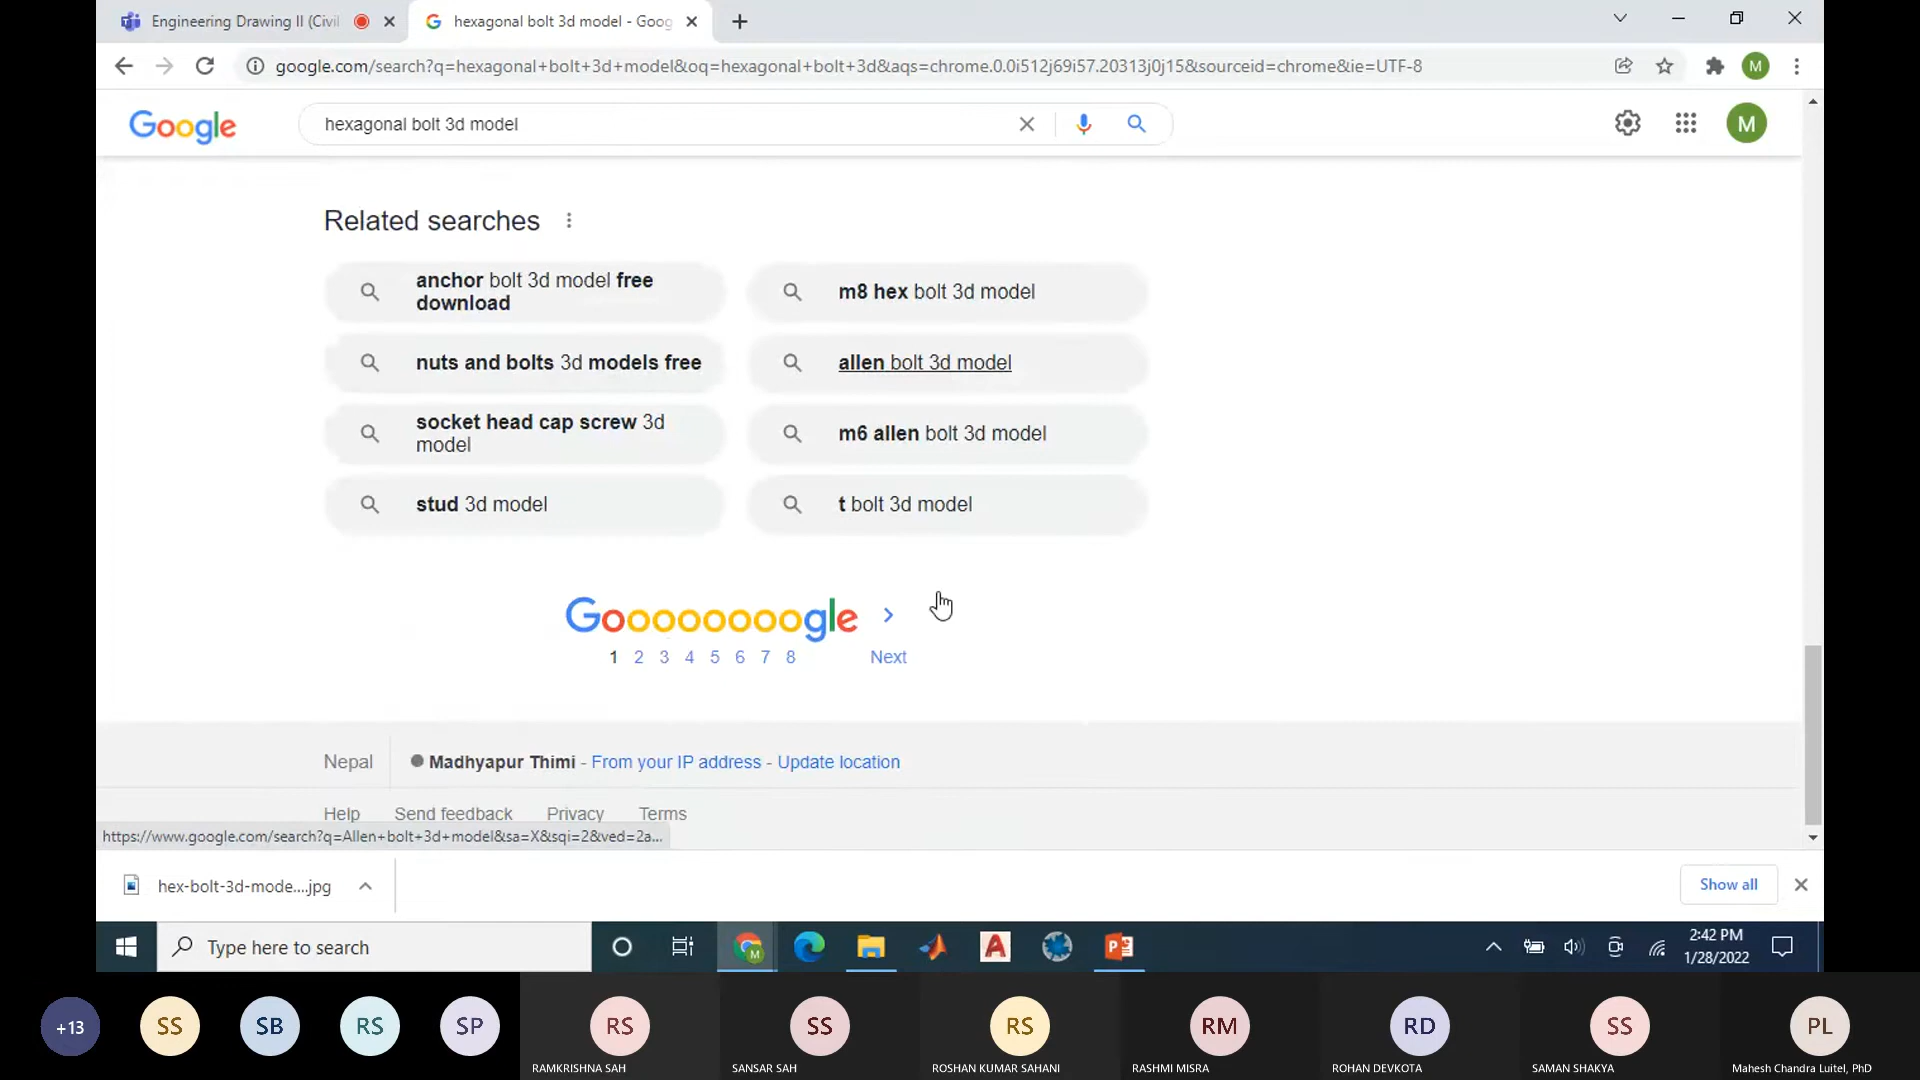 Engineering Drawing II (Civil
hexagonal bolt 3d model - Goog
google.com/search?q=hexagonal+bolt+3d+model&oq=hexagonal+bolt+3d&aqs=chrome.0.0i512j69i57.20313j0j15&sourceid=chrome&ie=UTF-8
M
Google
hexagonal bolt 3d model
M
Related searches
anchor bolt 3d model free download
m8 hex bolt 3d model
nuts and bolts 3d models free
allen bolt 3d model
socket head cap screw 3d model
m6 allen bolt 3d model
stud 3d model
t bolt 3d model
Goooooooogle
1 2 3 4 5 6 7 8 Next
Nepal
Madhyapur Thimi - From your IP address - Update location
Help Send feedback Privacy Terms
https://www.google.com/search?q=Allen+bolt+3d+model&sa=X&sqi=2&ved=2a...
hex-bolt-3d-mode....jpg
Show all
Type here to search
2:42 PM
1/28/2022
+13
SS
SB
RS
SP
RS
SS
RS
RM
RD
SS
PL
RAMKRISHNA SAH
SANSAR SAH
ROSHAN KUMAR SAHANI
RASHMI MISRA
ROHAN DEVKOTA
SAMAN SHAKYA
Mahesh Chandra Luitel, PhD